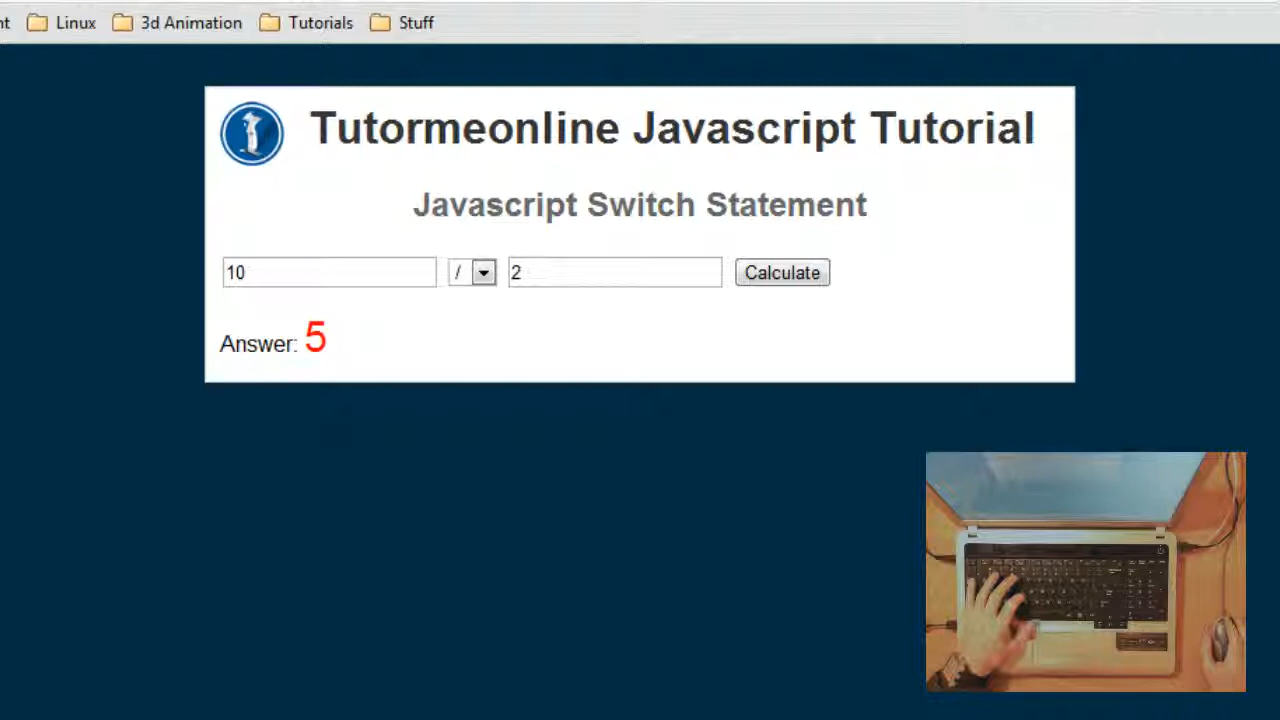 nt Linux 3d Animation Tutorials Stuff
Tutormeonline Javascript Tutorial
Javascript Switch Statement
10 / 2 Calculate
Answer: 5